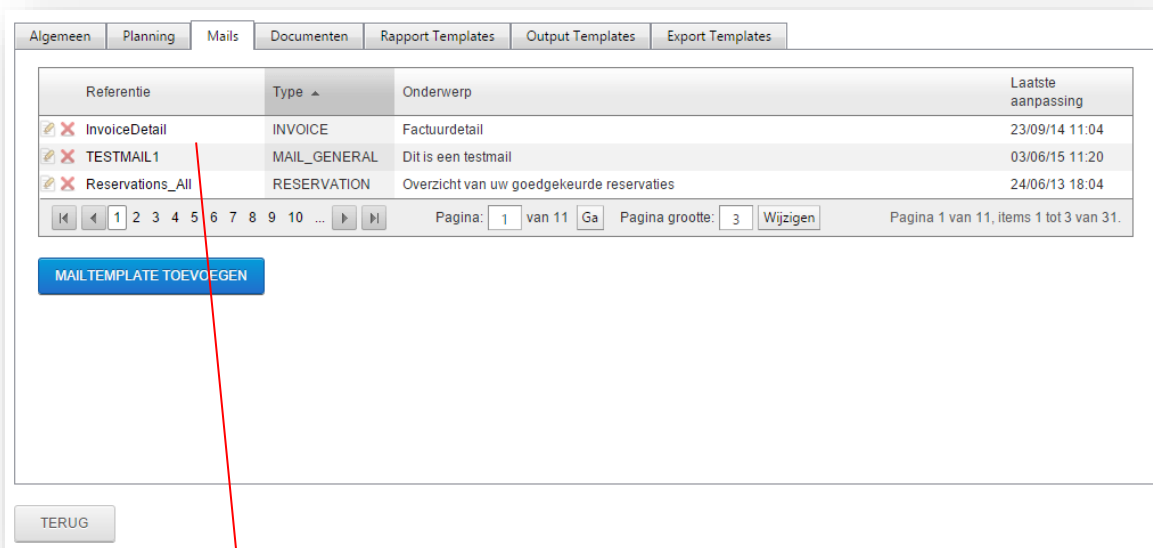 Algemeen Planning Mails Documenten Rapport Templates Output Templates Export Templates
Referentie Type Onderwerp Laatste
aanpassing
InvoiceDetail INVOICE Factuurdetail 23/09/14 11:04
TESTMAIL1 MAIL_GENERAL Dit is een testmail 03/06/15 11:20
Reservations_All RESERVATION Overzicht van uw goedgekeurde reservaties 24/06/13 18:04
1 2 3 4 5 6 7 8 9 10 ... Pagina: 1 van 11 Ga Pagina grootte: 3 Wijzigen Pagina 1 van 11, items 1 tot 3 van 31.
MAILTEMPLATE TOEVOEGEN
TERUG